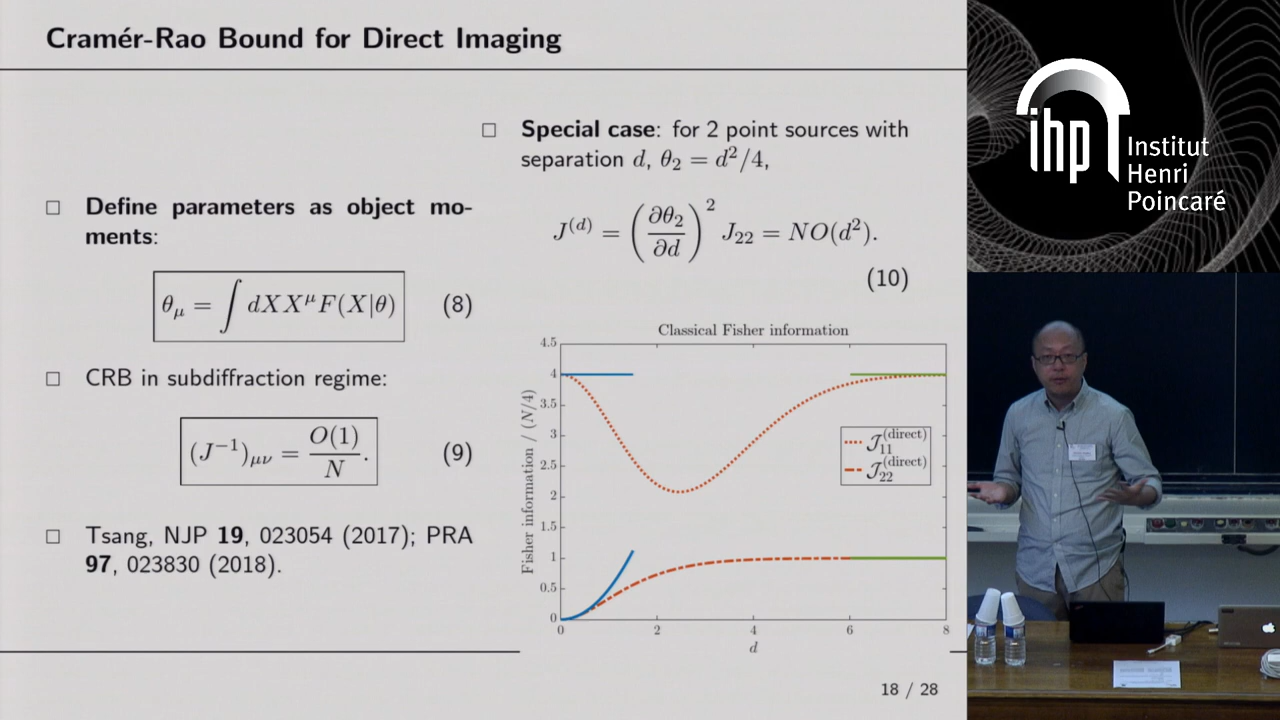 Cramér-Rao Bound for Direct Imaging
□ Define parameters as object mo-
ments:
θ_μ = ∫ dXX^μ F(X|θ) (8)
□ CRB in subdiffraction regime:
(J^{-1})_{μν} = O(1)/N. (9)
□ Tsang, NJP 19, 023054 (2017); PRA
97, 023830 (2018).
□ Special case: for 2 point sources with
separation d, θ_2 = d^2/4,
J^{(d)} = (∂θ_2/∂d)^2 J_{22} = NO(d^2).
(10)
Classical Fisher information
Fisher information / (N/4)
4.5
4
3.5
3
2.5
2
1.5
1
0.5
0
0 2 4 6 8
d
J_{11}^{(direct)}
J_{22}^{(direct)}
18 / 28
ihp
Institut
Henri
Poincaré